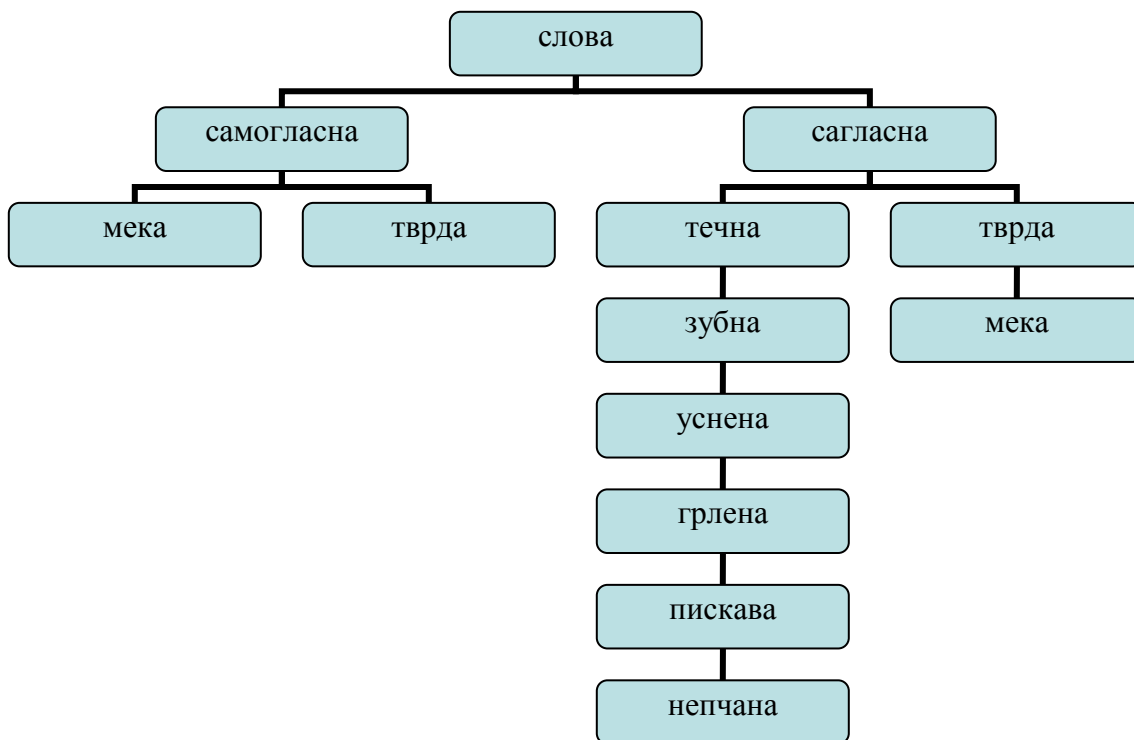 слова
самогласна
сагласна
мека
тврда
течна
тврда
зубна
мека
уснена
грлена
пискава
непчана